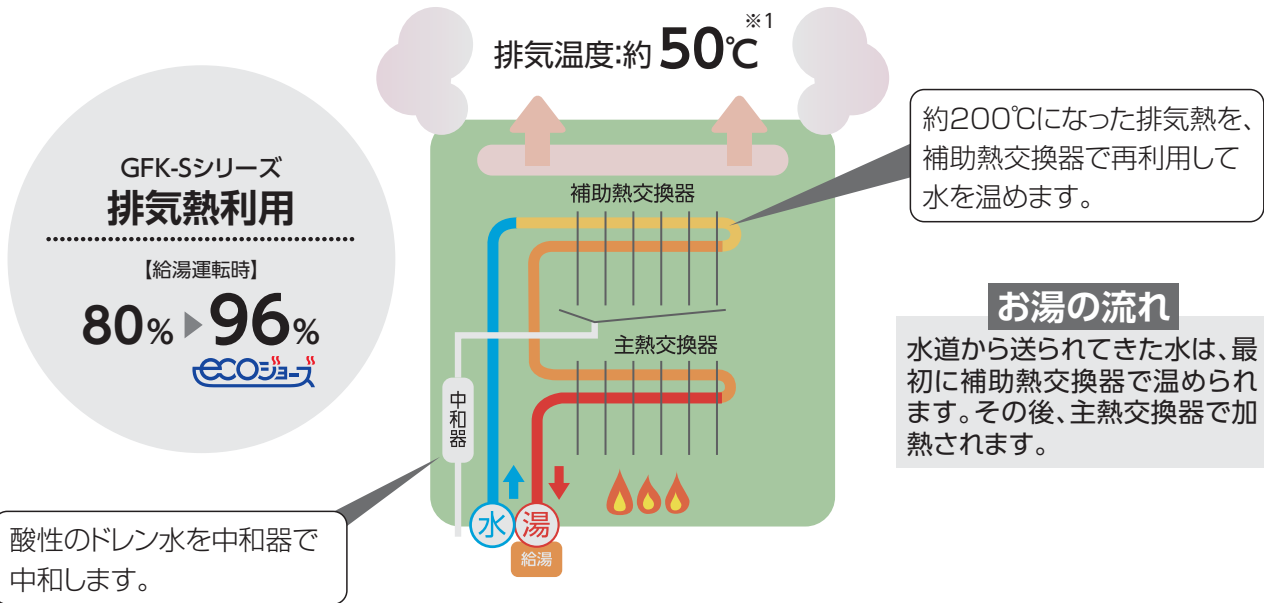 排気温度:約50℃※1
GFK-Sシリーズ
排気熱利用
【給湯運転時】
80%▶96%
ecoジョーズ
約200℃になった排気熱を、
補助熱交換器で再利用して
水を温めます。
補助熱交換器
主熱交換器
中和器
水
湯
給湯
お湯の流れ
水道から送られてきた水は、最
初に補助熱交換器で温められ
ます。その後、主熱交換器で加
熱されます。
酸性のドレン水を中和器で
中和します。